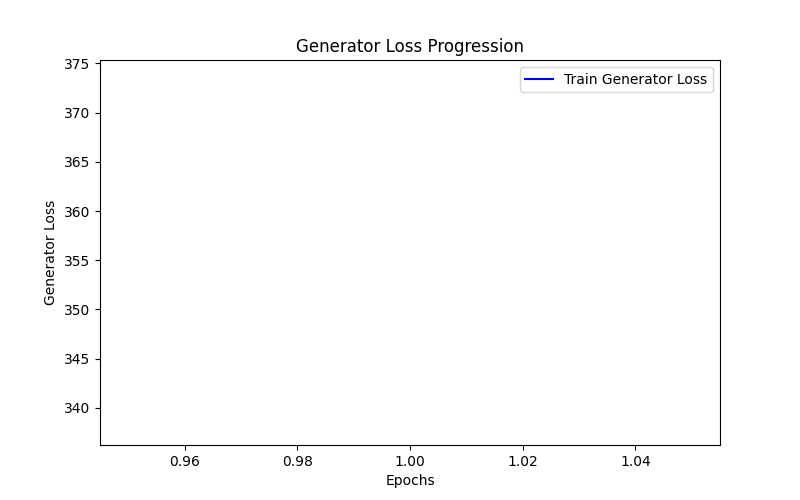 Generator Loss Progression
Train Generator Loss
375
370
365
360
355
350
345
340
Generator Loss
0.96 0.98 1.00 1.02 1.04
Epochs